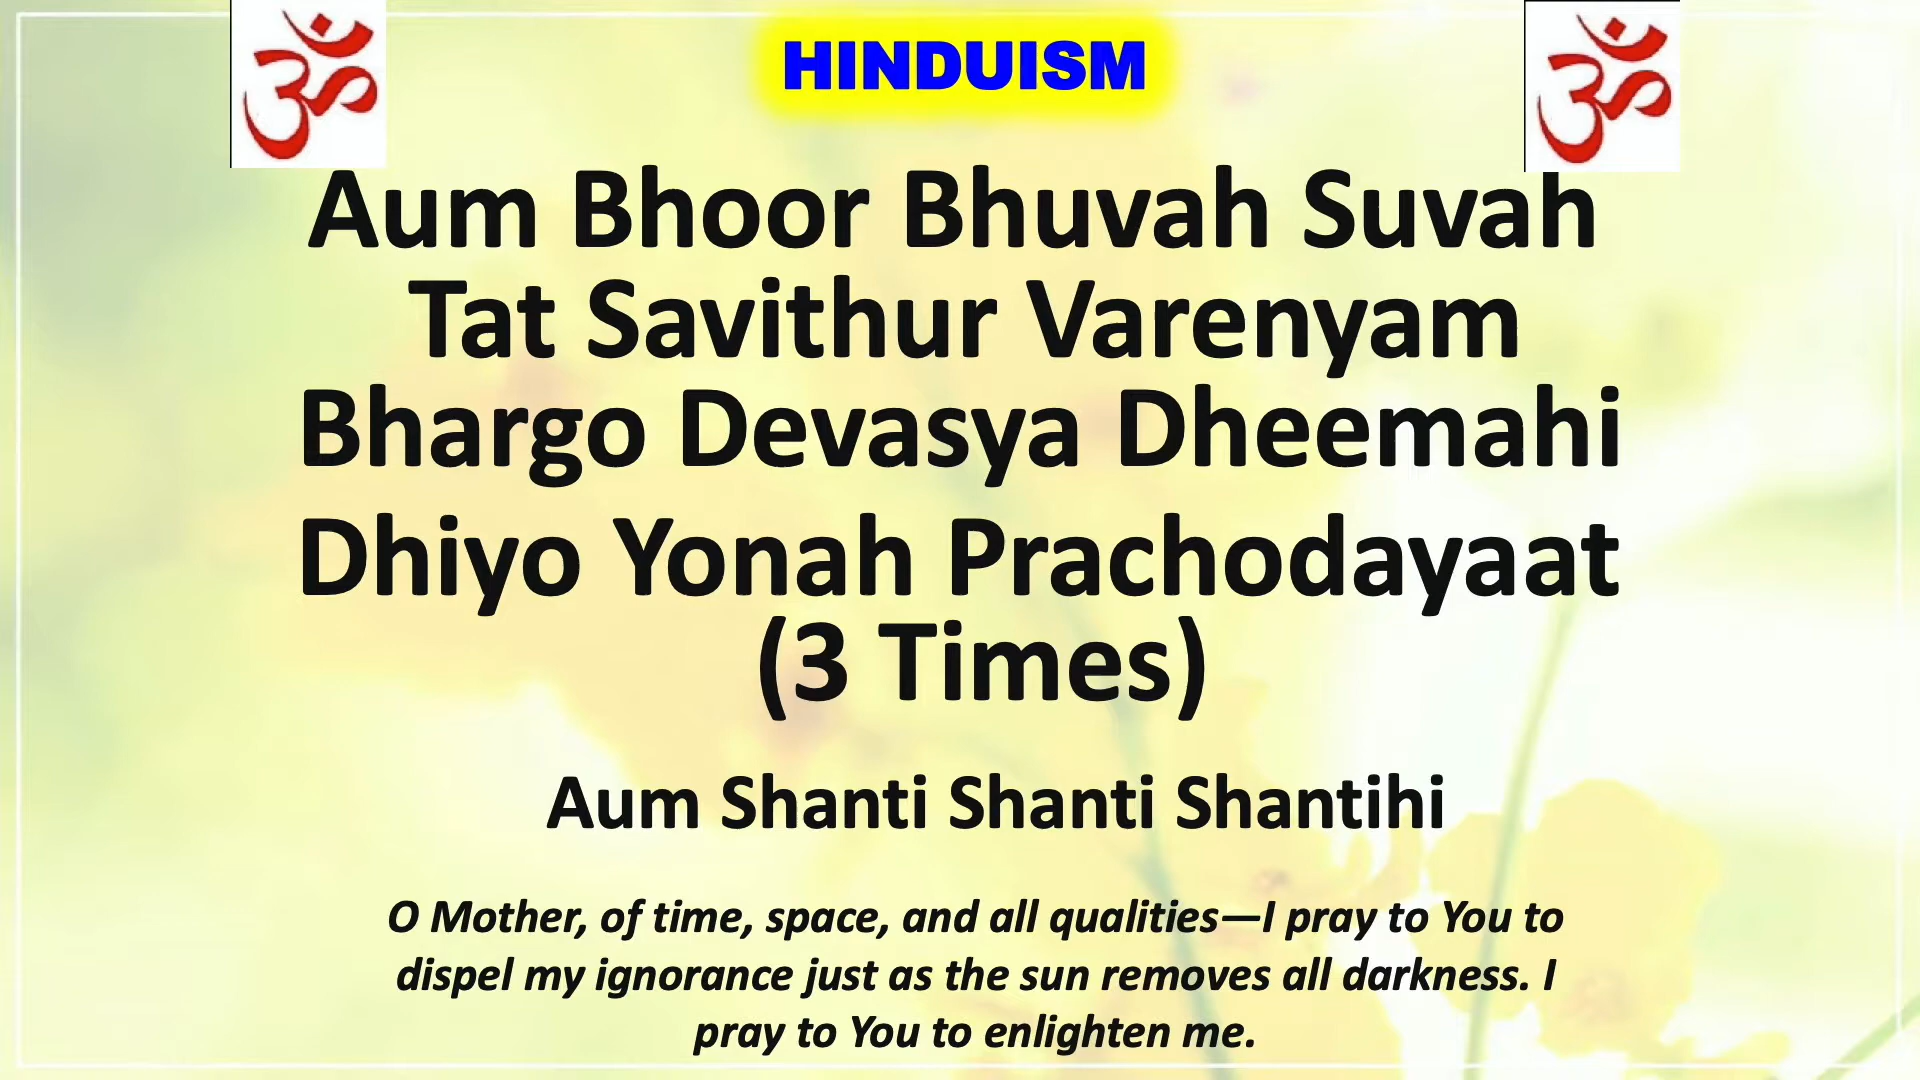 HINDUISM
ॐ ॐ
Aum Bhoor Bhuvah Suvah
Tat Savithur Varenyam
Bhargo Devasya Dheemahi
Dhiyo Yonah Prachodayaat
(3 Times)
Aum Shanti Shanti Shantihi
O Mother, of time, space, and all qualities—I pray to You to
dispel my ignorance just as the sun removes all darkness. I
pray to You to enlighten me.